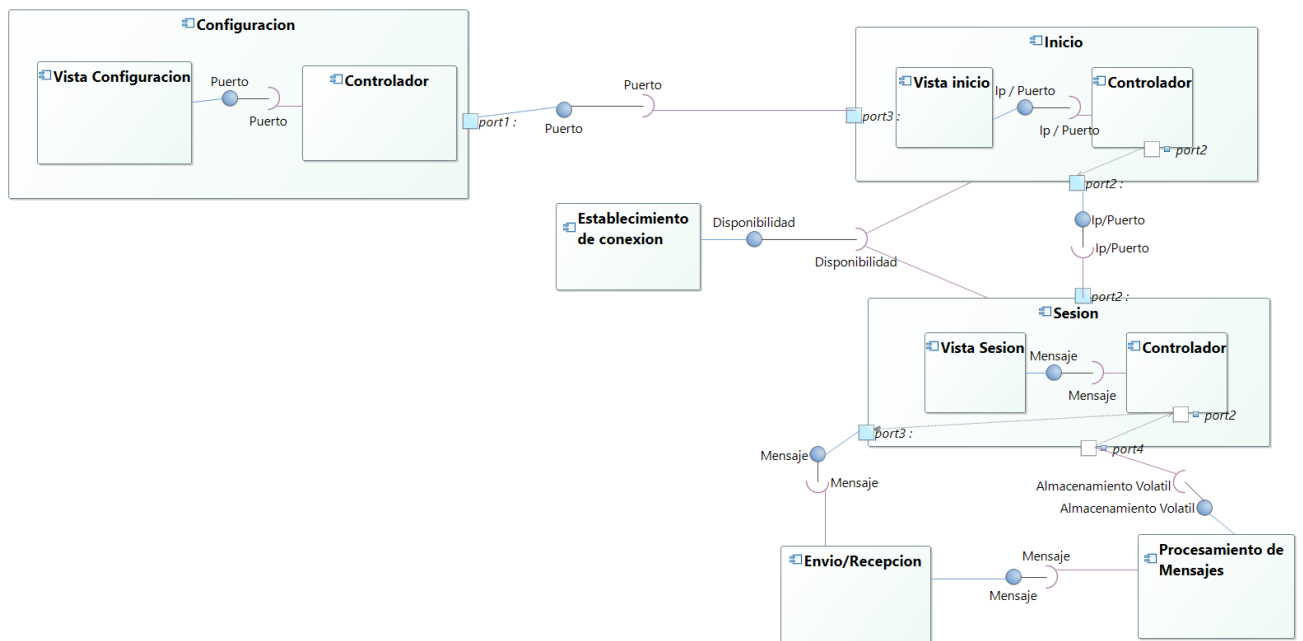 Configuracion
Vista Configuracion
Puerto
Puerto
Controlador
port1 :
Puerto
Puerto
Inicio
port3 :
Vista inicio
Ip / Puerto
Ip / Puerto
Controlador
port2
port2 :
Establecimiento
de conexion
Disponibilidad
Disponibilidad
Ip/Puerto
Ip/Puerto
port2 :
Sesion
Vista Sesion
Mensaje
Mensaje
Controlador
port2
port3 :
port4
Mensaje
Mensaje
Almacenamiento Volatil
Almacenamiento Volatil
Envio/Recepcion
Mensaje
Mensaje
Procesamiento de
Mensajes